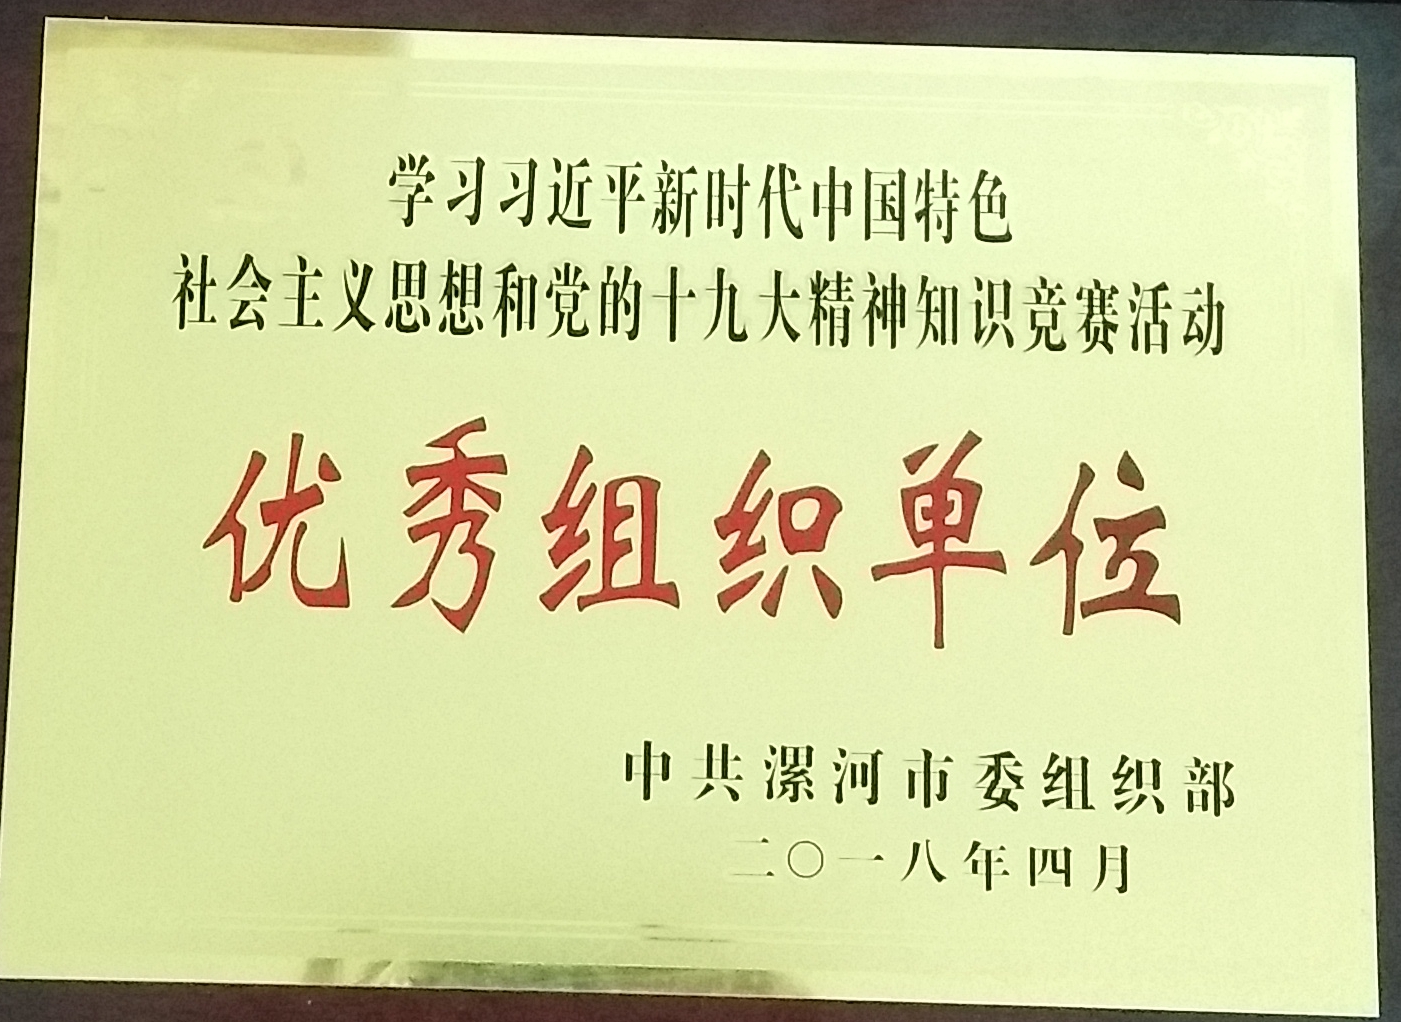 学习习近平新时代中国特色
社会主义思想和党的十九大精神知识竞赛活动
优秀组织单位
中共漯河市委组织部
二〇一八年四月